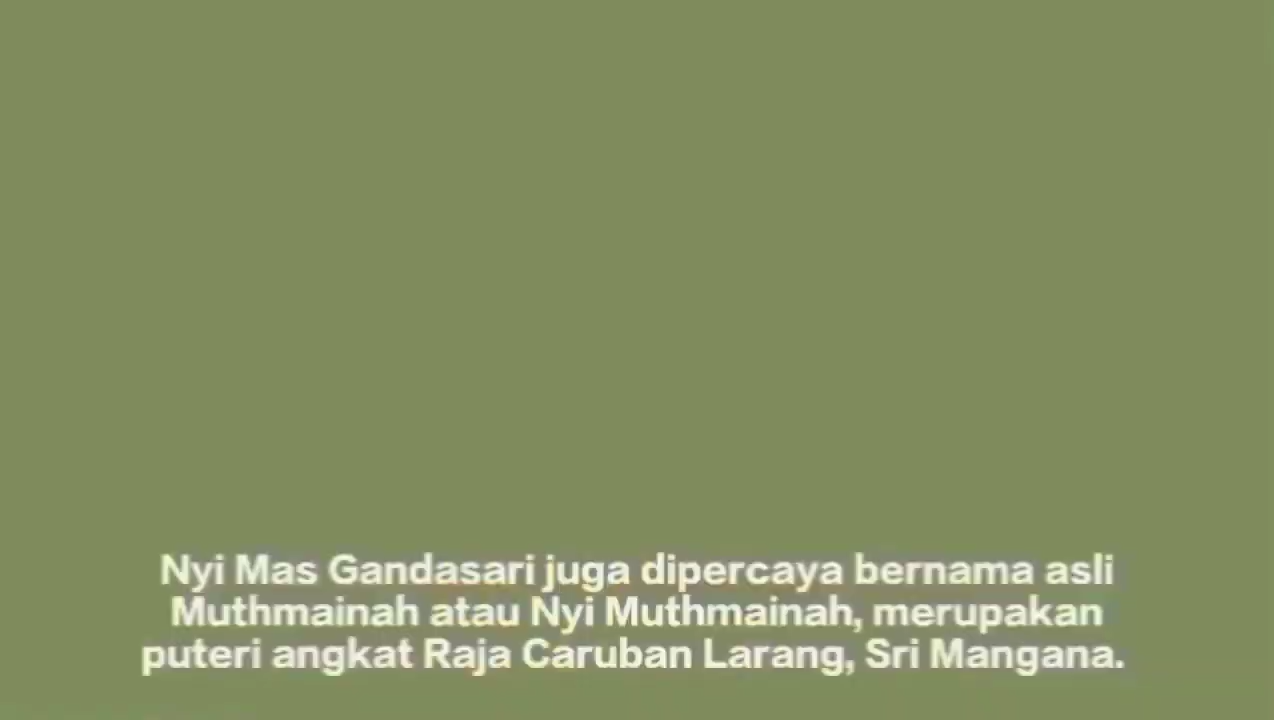 Nyi Mas Gandasari juga dipercaya bernama asli
Muthmainah atau Nyi Muthmainah, merupakan
puteri angkat Raja Caruban Larang, Sri Mangana.